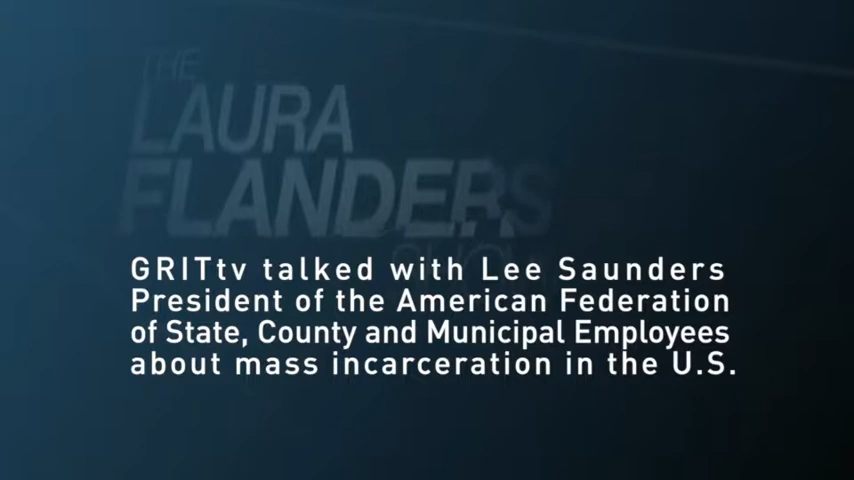 THE
LAURA
FLANDERS
SHOW
GRITtv talked with Lee Saunders
President of the American Federation
of State, County and Municipal Employees
about mass incarceration in the U.S.